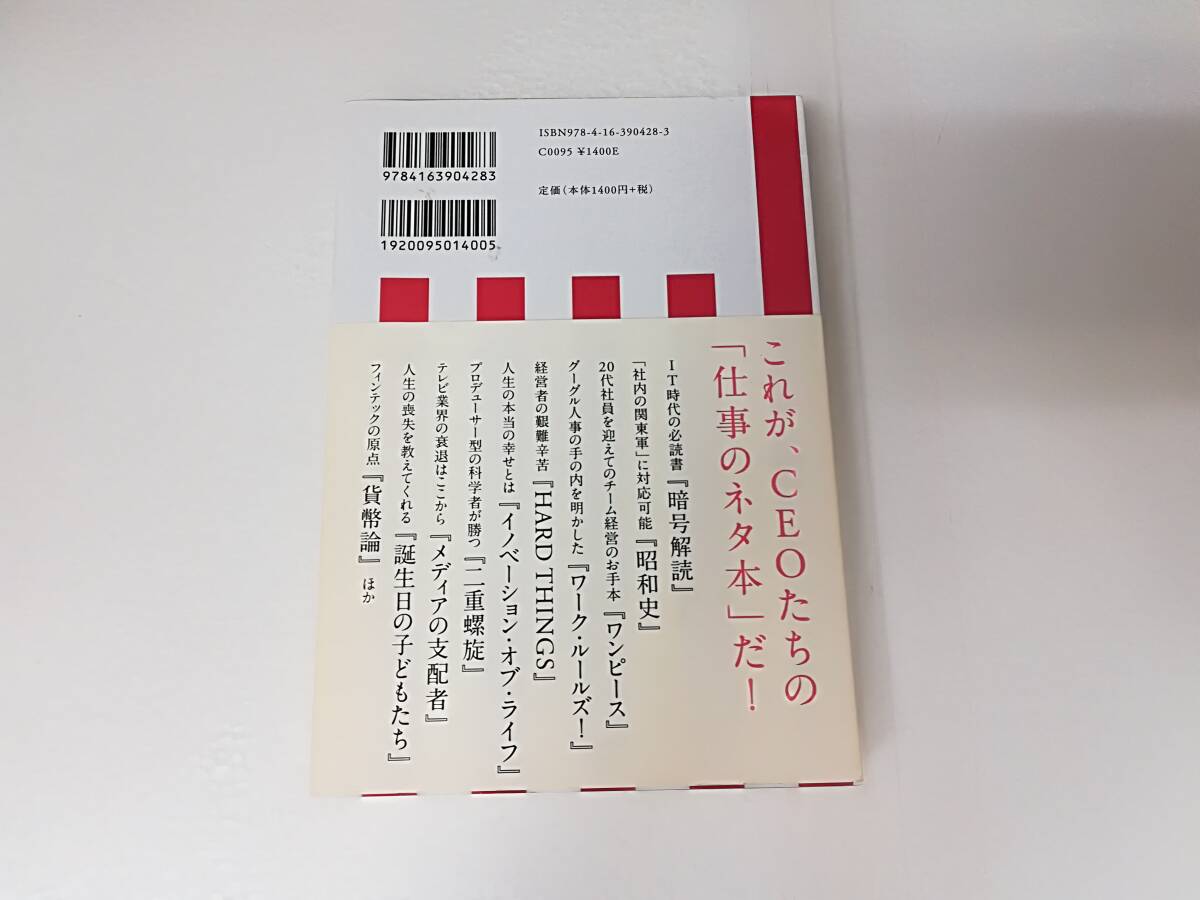 ISBN978-4-16-390428-3
C0095 ¥1400E
定価(本体1400円+税)
9784163904283
1920095014005
これが、CEOたちの
「仕事のネタ本」だ!
IT時代の必読書『暗号解読』
「社内の関東軍」に対応可能『昭和史』
20代社員を迎えてのチーム経営のお手本『ワンピース』
グーグル人事の手の内を明かした『ワーク・ルールズ!』
経営者の艱難辛苦『HARD THINGS』
人生の本当の幸せとは『イノベーション・オブ・ライフ』
プロデューサー型の科学者が勝つ『二重螺旋』
テレビ業界の衰退はここから『メディアの支配者』
人生の喪失を教えてくれる『誕生日の子どもたち』
フィンテックの原点『貨幣論』ほか